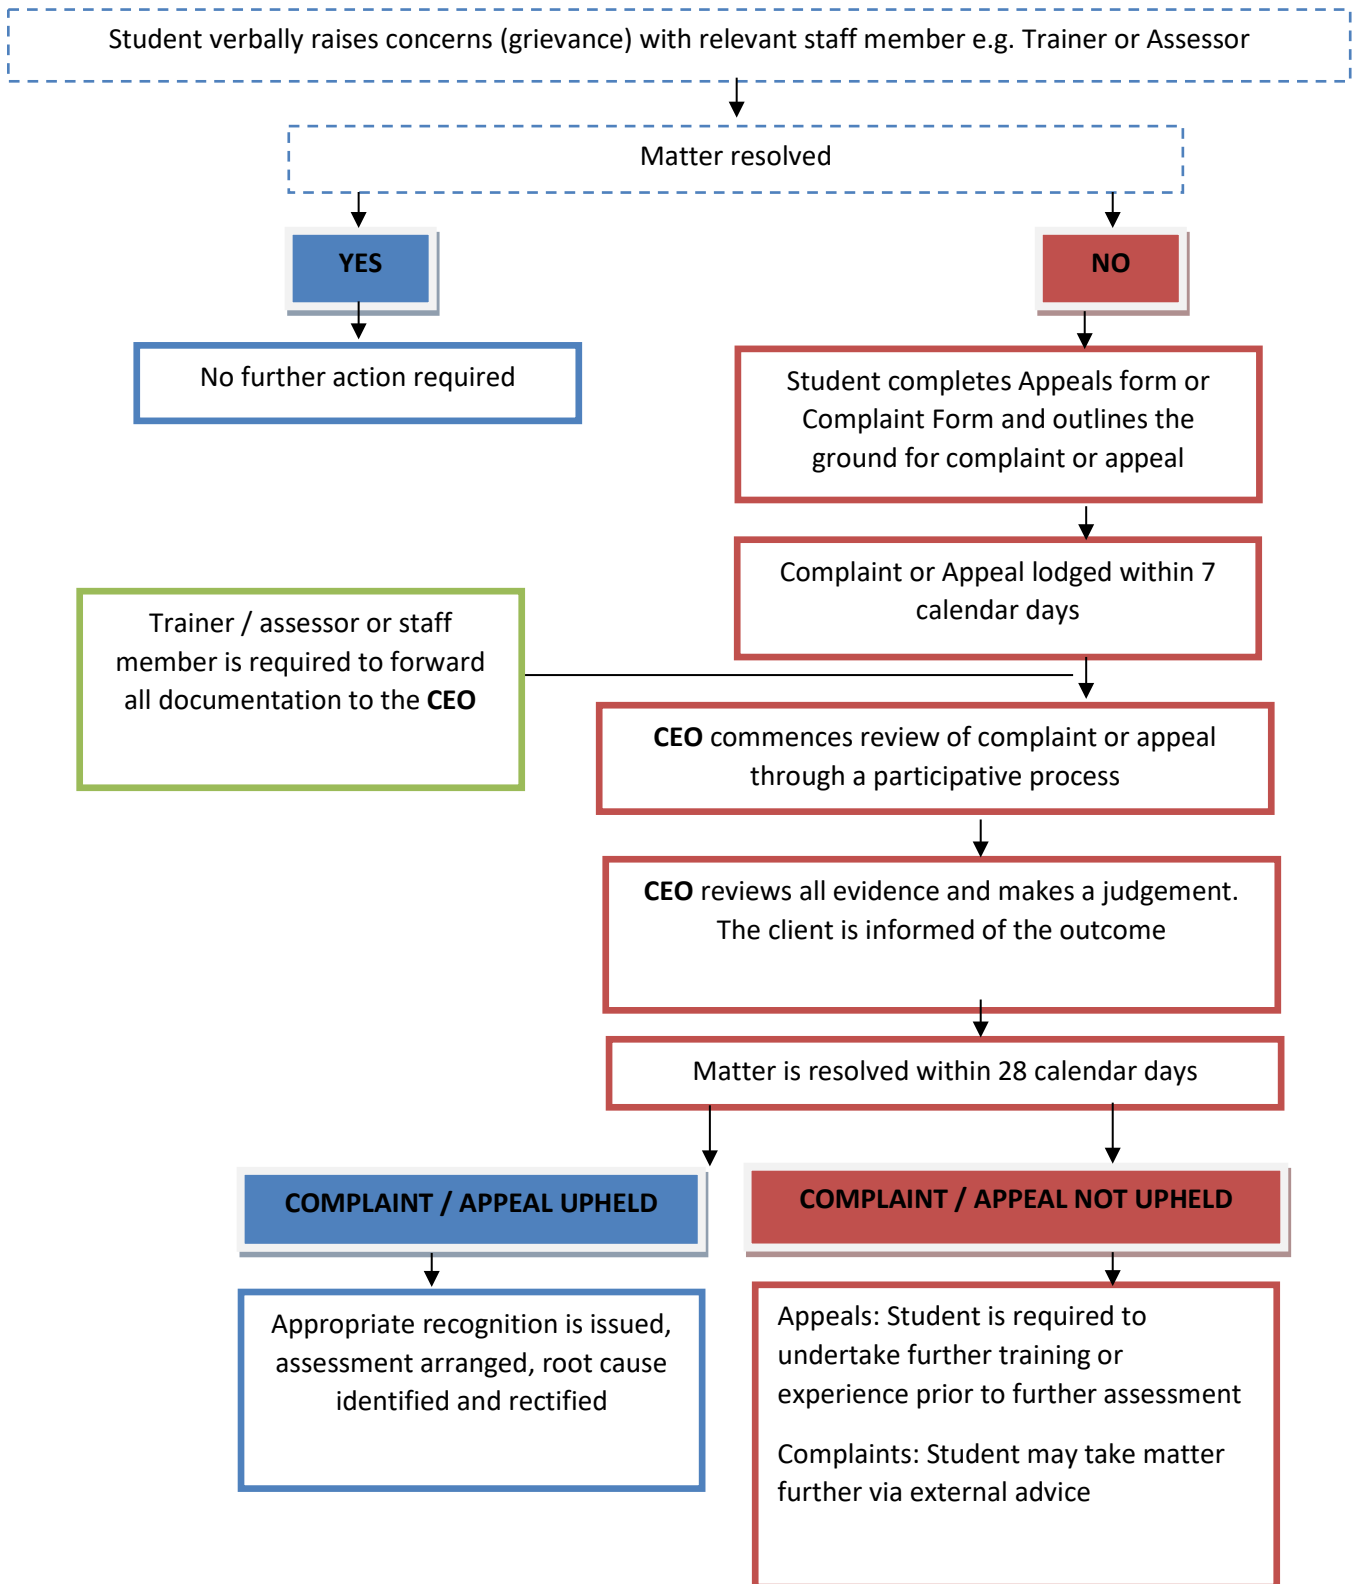 Student verbally raises concerns (grievance) with relevant staff member e.g. Trainer or Assessor
Matter resolved
YES
NO
No further action required
Student completes Appeals form or
Complaint Form and outlines the
ground for complaint or appeal
Complaint or Appeal lodged within 7
calendar days
Trainer / assessor or staff
member is required to forward
all documentation to the CEO
CEO commences review of complaint or appeal
through a participative process
CEO reviews all evidence and makes a judgement.
The client is informed of the outcome
Matter is resolved within 28 calendar days
COMPLAINT / APPEAL UPHELD
COMPLAINT / APPEAL NOT UPHELD
Appropriate recognition is issued,
assessment arranged, root cause
identified and rectified
Appeals: Student is required to
undertake further training or
experience prior to further assessment
Complaints: Student may take matter
further via external advice